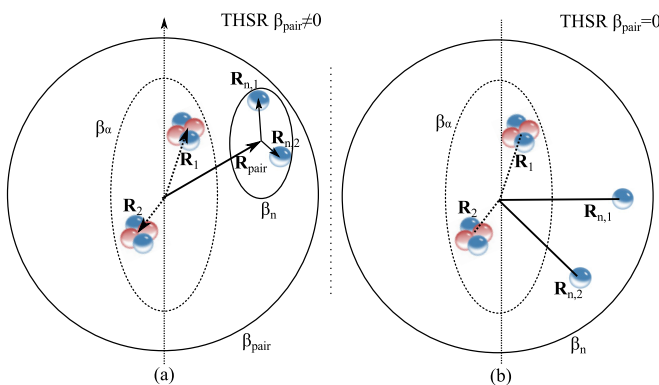 THSR β_pair≠0
R_n,1
β_α
R_n,2
R_1
R_pair
R_2
β_n
β_pair
(a)
THSR β_pair=0
β_α
R_1
R_2
R_n,1
R_n,2
β_n
(b)